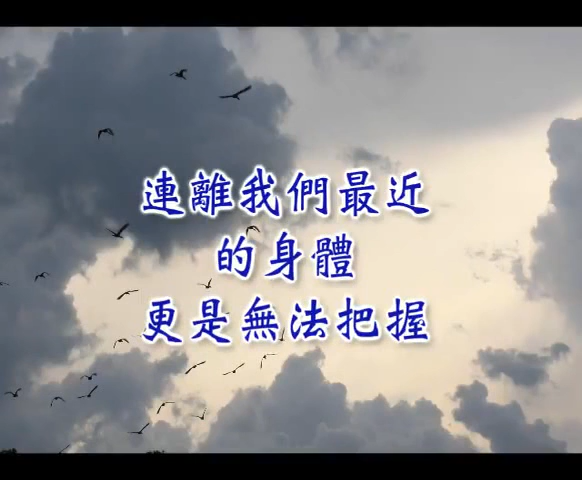 連離我們最近
的身體
更是無法把握